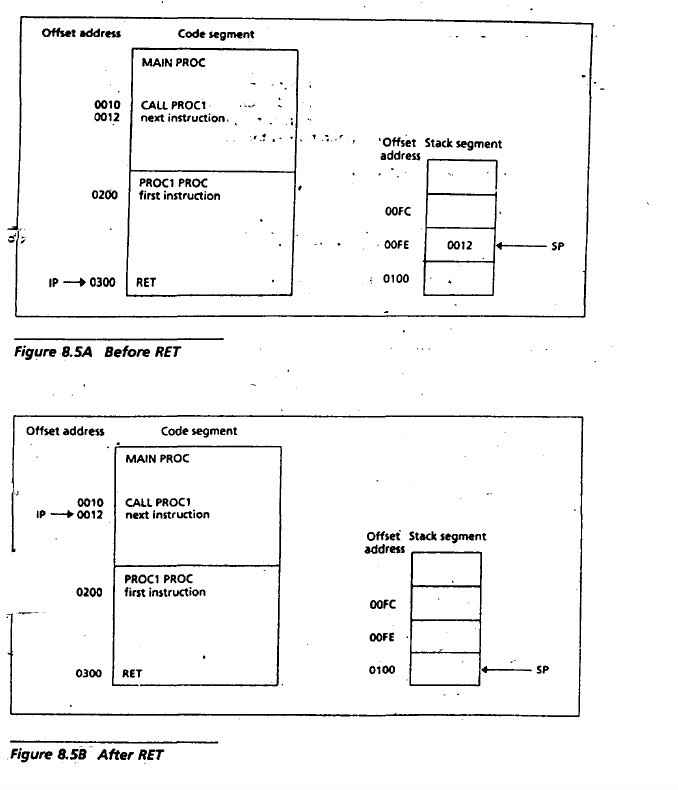 Offset address Code segment
MAIN PROC
0010 CALL PROC1
0012 next instruction
Offset Stack segment
address
PROC1 PROC
0200 first instruction
00FC
00FE 0012 SP
IP 0300 RET
0100
Figure 8.5A Before RET
Offset address Code segment
MAIN PROC
0010 CALL PROC1
IP 0012 next instruction
Offset Stack segment
address
PROC1 PROC
0200 first instruction
00FC
00FE
0100 SP
0300 RET
Figure 8.5B After RET